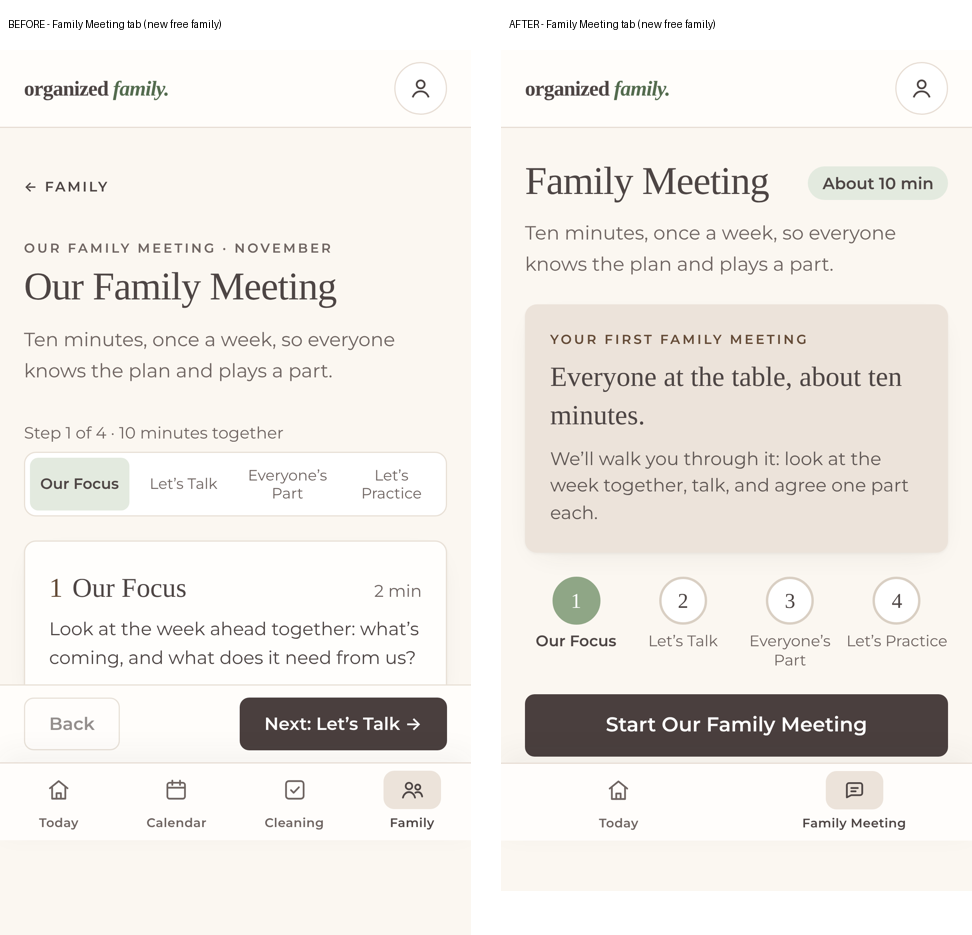 BEFORE - Family Meeting tab (new free family)
organized family.
← FAMILY
OUR FAMILY MEETING · NOVEMBER
Our Family Meeting
Ten minutes, once a week, so everyone
knows the plan and plays a part.
Step 1 of 4 · 10 minutes together
Our Focus
Let’s Talk
Everyone’s
Part
Let’s
Practice
1 Our Focus
2 min
Look at the week ahead together: what’s
coming, and what does it need from us?
Back
Next: Let’s Talk →
Today
Calendar
Cleaning
Family
AFTER - Family Meeting tab (new free family)
organized family.
Family Meeting
About 10 min
Ten minutes, once a week, so everyone
knows the plan and plays a part.
YOUR FIRST FAMILY MEETING
Everyone at the table, about ten
minutes.
We’ll walk you through it: look at the
week together, talk, and agree one part
each.
1
Our Focus
2
Let’s Talk
3
Everyone’s
Part
4
Let’s Practice
Start Our Family Meeting
Today
Family Meeting